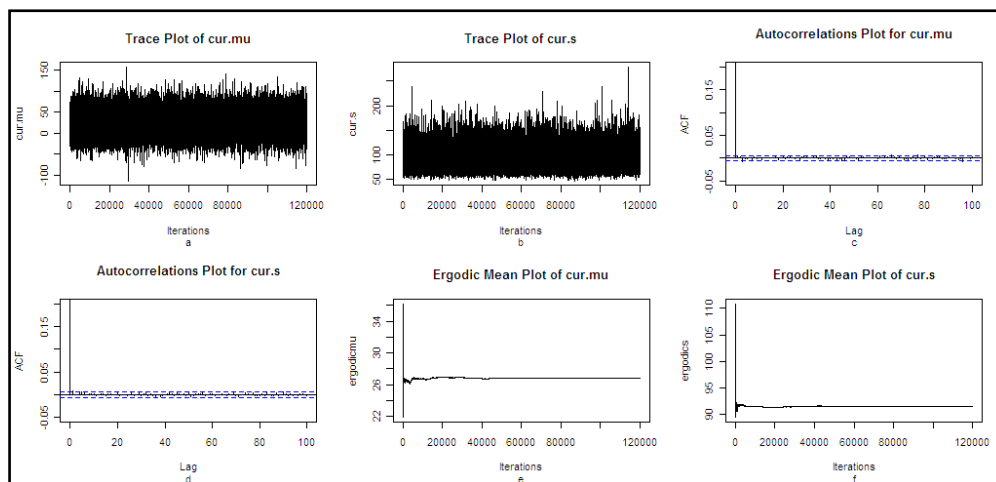 Trace Plot of cur.mu
cur.mu
150
50
0
-100
0 20000 40000 60000 80000 120000
Iterations
a
Trace Plot of cur.s
cur.s
200
100
50
0 20000 40000 60000 80000 120000
Iterations
b
Autocorrelations Plot for cur.mu
ACF
0.15
0.05
-0.05
0 20 40 60 80 100
Lag
c
Autocorrelations Plot for cur.s
ACF
0.15
0.05
-0.05
0 20 40 60 80 100
Lag
d
Ergodic Mean Plot of cur.mu
ergodicmu
34
30
26
22
0 20000 40000 60000 80000 120000
Iterations
e
Ergodic Mean Plot of cur.s
ergodics
110
105
100
95
90
0 20000 40000 60000 80000 120000
Iterations
f